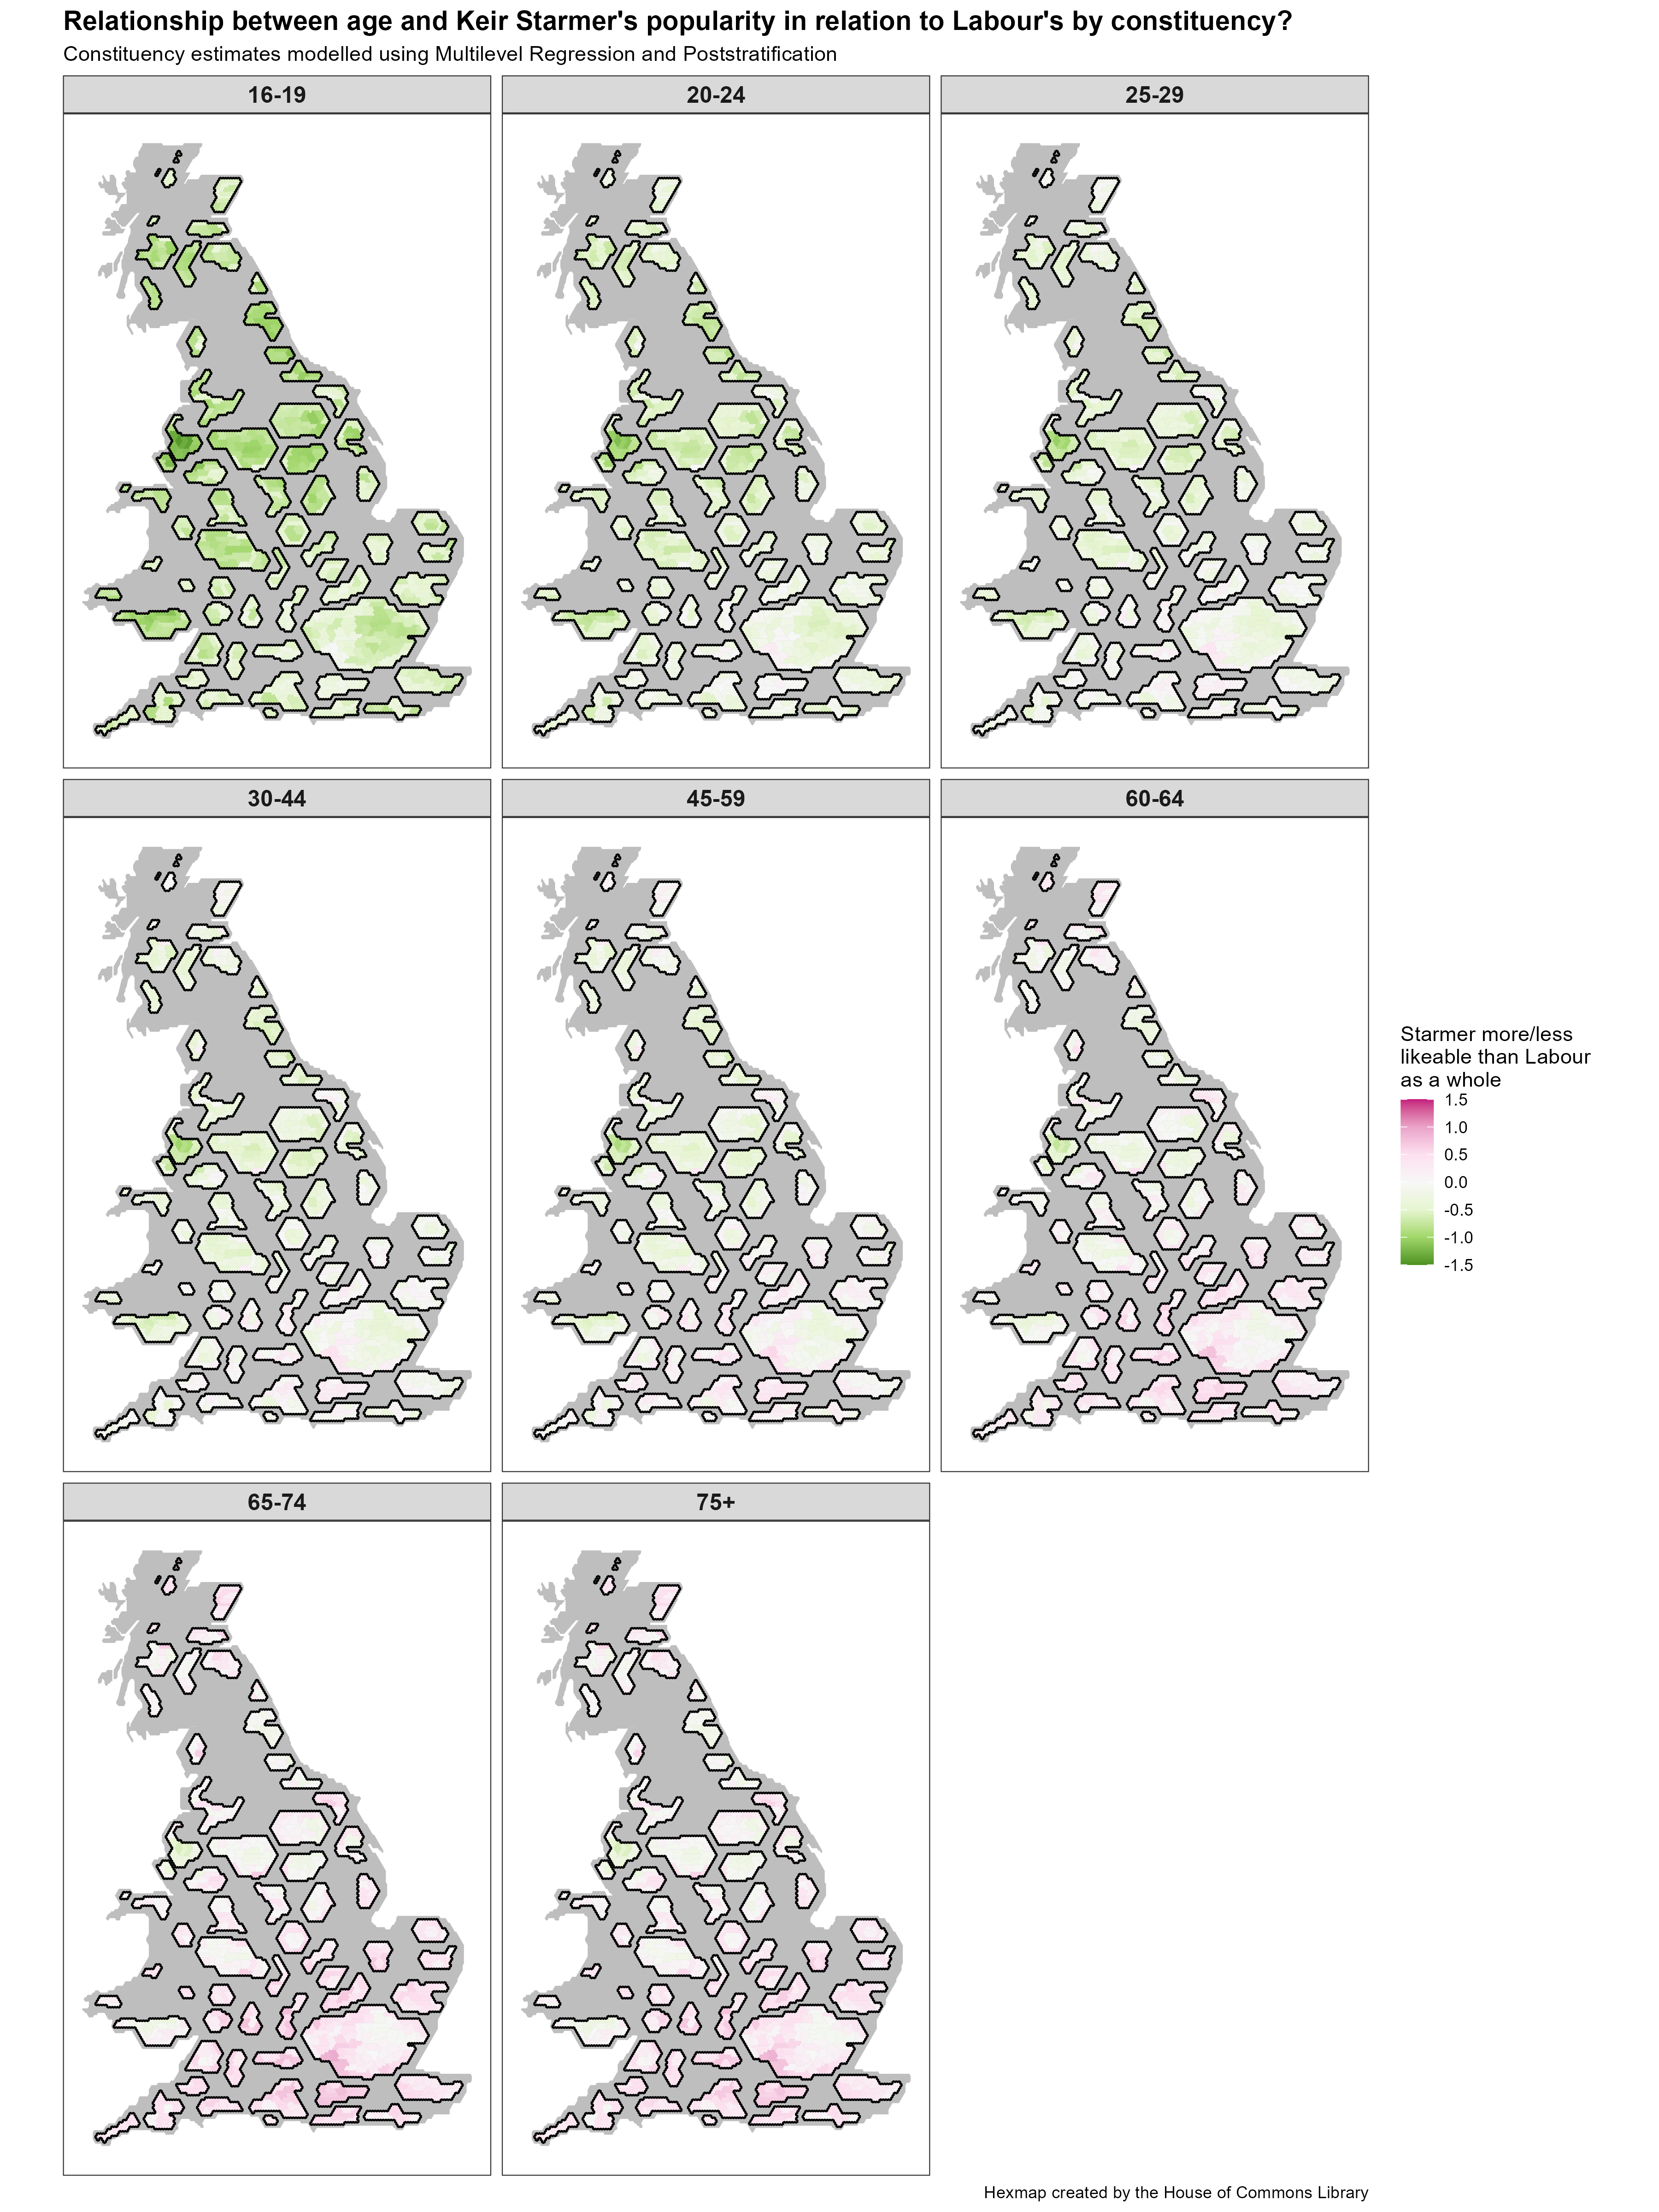 Relationship between age and Keir Starmer's popularity in relation to Labour's by constituency?
Constituency estimates modelled using Multilevel Regression and Poststratification
16-19
20-24
25-29
30-44
45-59
60-64
Starmer more/less
likeable than Labour
as a whole
1.5
1.0
0.5
0.0
-0.5
-1.0
-1.5
65-74
75+
Hexmap created by the House of Commons Library